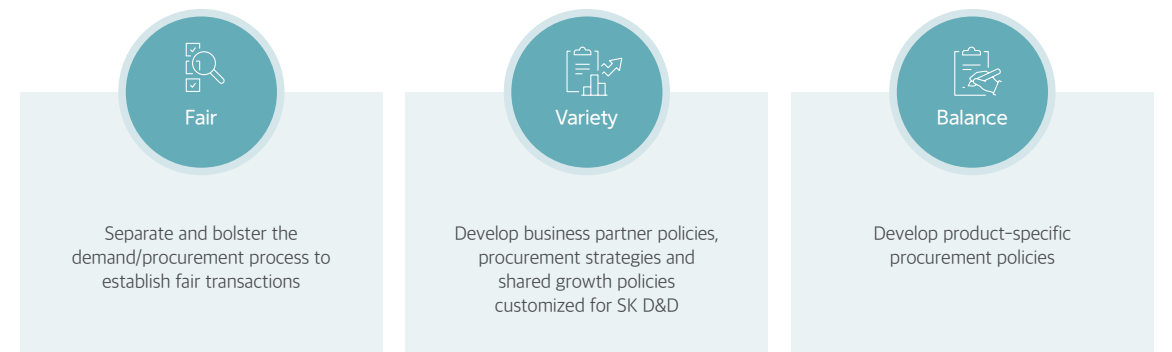 Fair
Separate and bolster the
demand/procurement process to
establish fair transactions
Variety
Develop business partner policies,
procurement strategies and
shared growth policies
customized for SK D&D
Balance
Develop product-specific
procurement policies